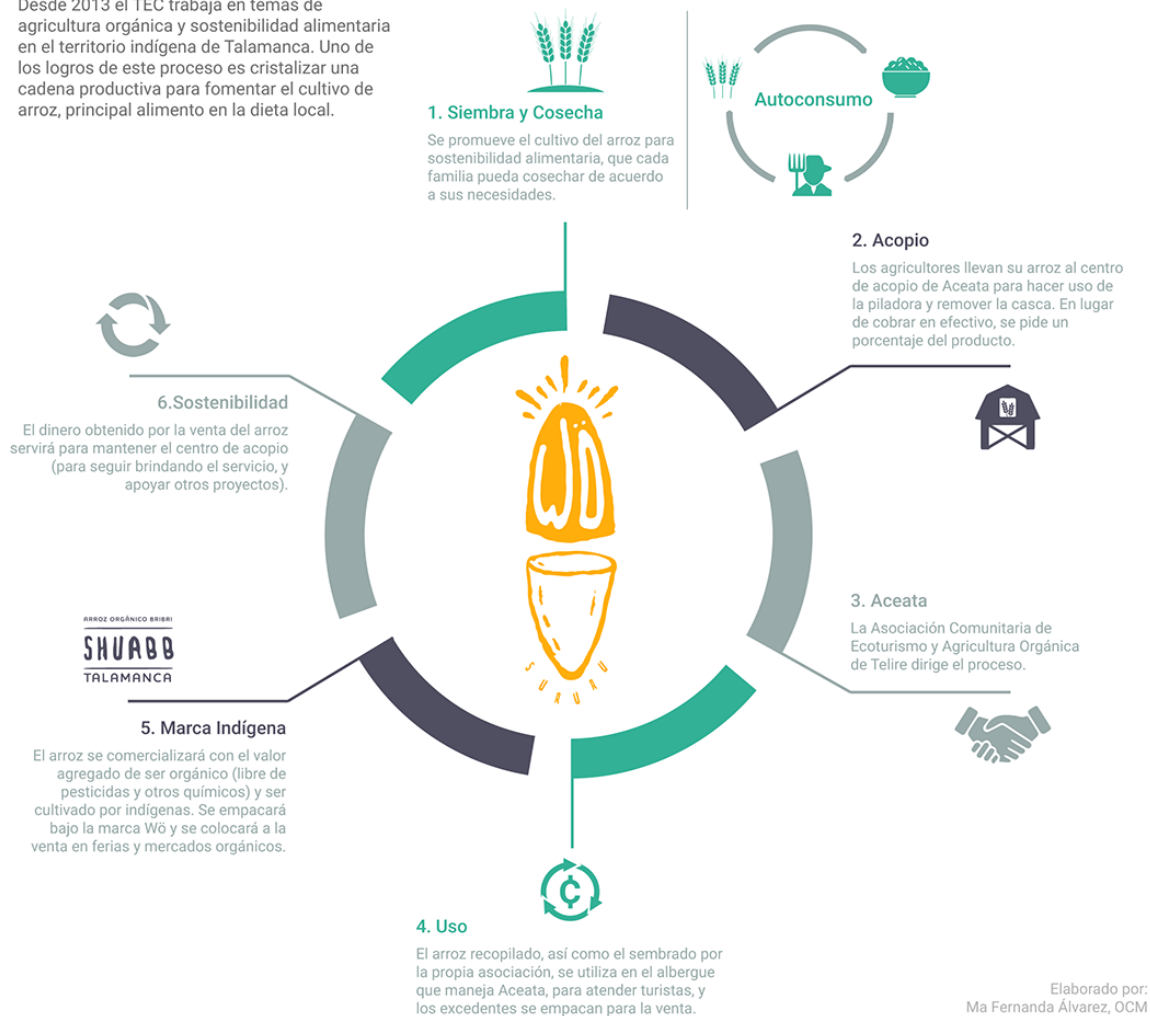 Desde 2013 el TEC trabaja en temas de
agricultura orgánica y sostenibilidad alimentaria
en el territorio indígena de Talamanca. Uno de
los logros de este proceso es cristalizar una
cadena productiva para fomentar el cultivo de
arroz, principal alimento en la dieta local.
1. Siembra y Cosecha
Se promueve el cultivo del arroz para
sostenibilidad alimentaria, que cada
familia pueda cosechar de acuerdo
a sus necesidades.
Autoconsumo
2. Acopio
Los agricultores llevan su arroz al centro
de acopio de Aceata para hacer uso de
la piladora y remover la casca. En lugar
de cobrar en efectivo, se pide un
porcentaje del producto.
3. Aceata
La Asociación Comunitaria de
Ecoturismo y Agricultura Orgánica
de Telire dirige el proceso.
4. Uso
El arroz recopilado, así como el sembrado por
la propia asociación, se utiliza en el albergue
que maneja Aceata, para atender turistas, y
los excedentes se empacan para la venta.
5. Marca Indígena
El arroz se comercializará con el valor
agregado de ser orgánico (libre de
pesticidas y otros químicos) y ser
cultivado por indígenas. Se empacará
bajo la marca Wö y se colocará a la
venta en ferias y mercados orgánicos.
ARROZ ORGÁNICO BRIBRI
SHUABB
TALAMANCA
6.Sostenibilidad
El dinero obtenido por la venta del arroz
servirá para mantener el centro de acopio
(para seguir brindando el servicio, y
apoyar otros proyectos).
WÖ
¢
Elaborado por:
Ma Fernanda Álvarez, OCM